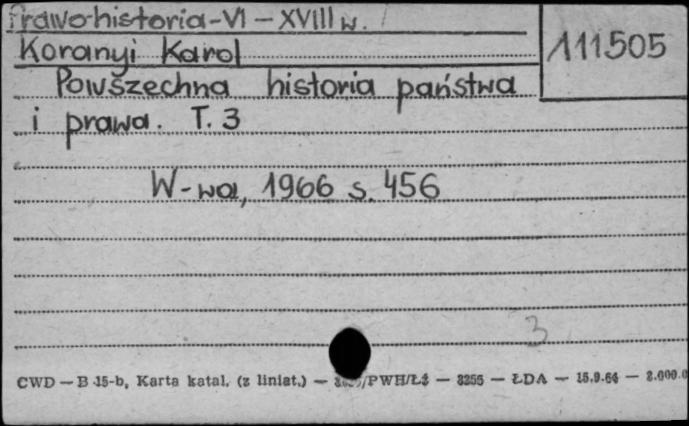 Prawo-historia-VI-XVIII w.
Koranyi Karol
111505
Powszechna historia państwa
i prawa. T. 3
W-wa, 1966 s. 456
3
CWD — B 15-b, Karta katal. (z liniat.) — /PWH/Łż — 3255 — ŁDA — 15.9.64 — 2.000.0